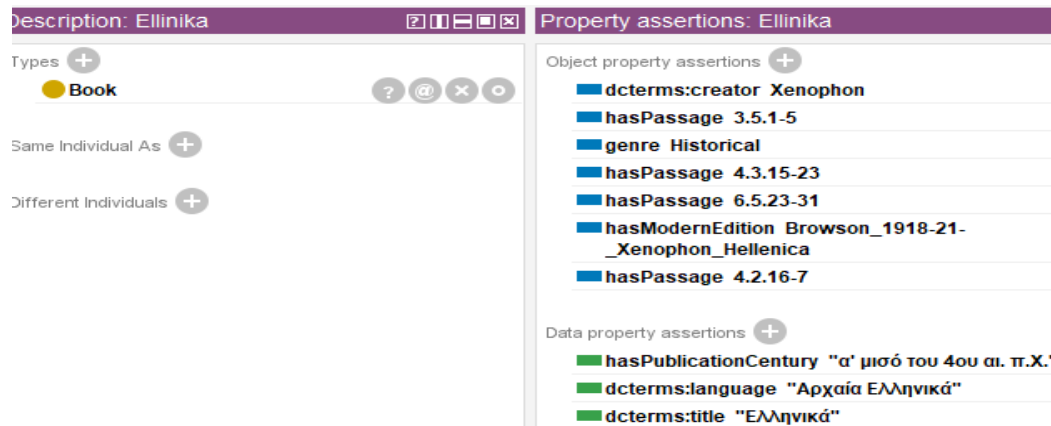 Description: Ellinika
Types
Book
Same Individual As
Different Individuals
Property assertions: Ellinika
Object property assertions
dcterms:creator Xenophon
hasPassage 3.5.1-5
genre Historical
hasPassage 4.3.15-23
hasPassage 6.5.23-31
hasModernEdition Browson_1918-21-
_Xenophon_Hellenica
hasPassage 4.2.16-7
Data property assertions
hasPublicationCentury "α' μισό του 4ου αι. π.Χ."
dcterms:language "Αρχαία Ελληνικά"
dcterms:title "Ελληνικά"